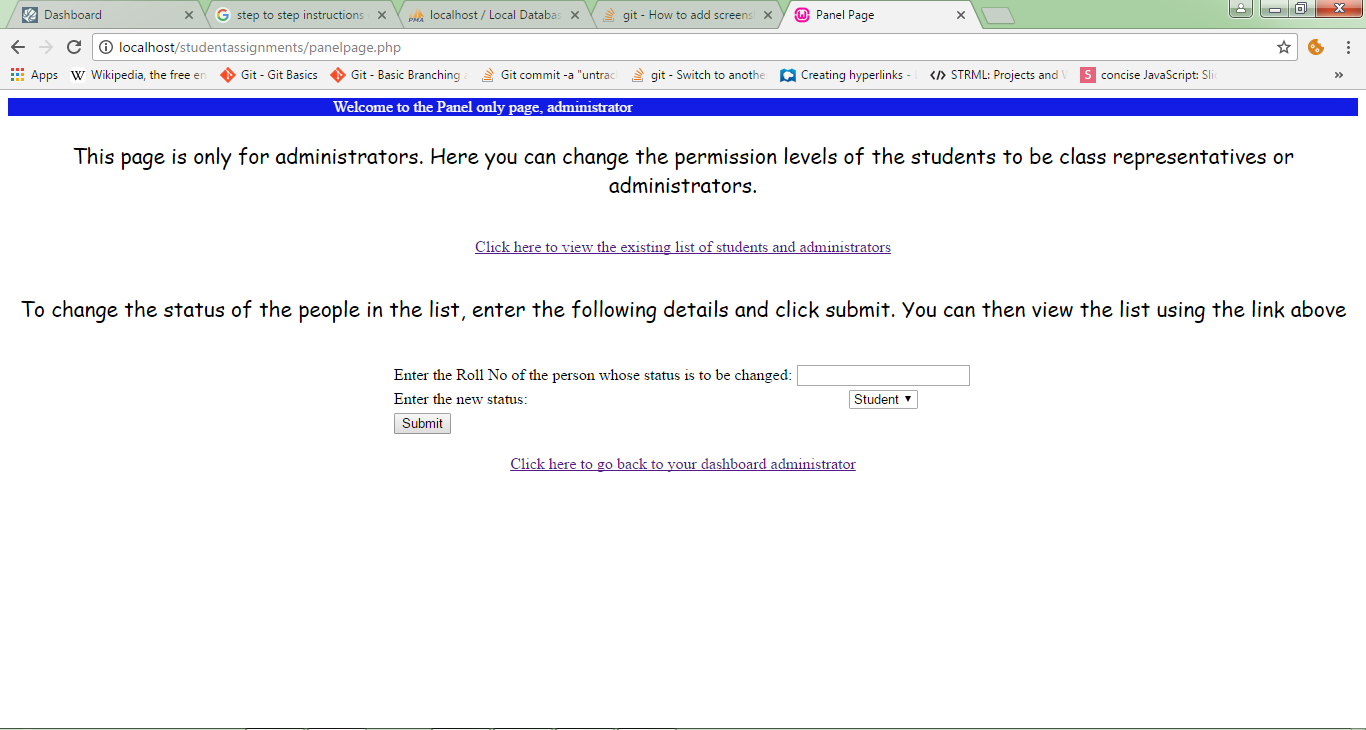 Dashboard
step to step instructions
localhost / Local Databas
git - How to add screens
Panel Page
localhost/studentassignments/panelpage.php
Apps
Wikipedia, the free en
Git - Git Basics
Git - Basic Branching
Git commit -a "untrac
git - Switch to anothe
Creating hyperlinks -
STRML: Projects and
concise JavaScript: Sli
Welcome to the Panel only page, administrator
This page is only for administrators. Here you can change the permission levels of the students to be class representatives or
administrators.
Click here to view the existing list of students and administrators
To change the status of the people in the list, enter the following details and click submit. You can then view the list using the link above
Enter the Roll No of the person whose status is to be changed:
Enter the new status: Student
Submit
Click here to go back to your dashboard administrator